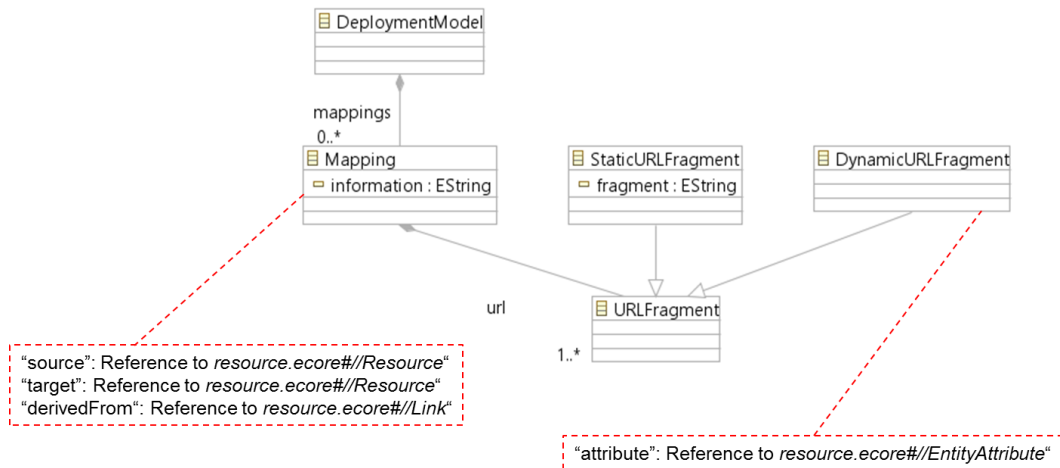 DeploymentModel
mappings
0..*
Mapping
information : EString
StaticURLFragment
fragment : EString
DynamicURLFragment
url
URLFragment
1..*
“source”: Reference to resource.ecore#//Resource“
“target”: Reference to resource.ecore#//Resource“
“derivedFrom“: Reference to resource.ecore#//Link“
“attribute”: Reference to resource.ecore#//EntityAttribute“